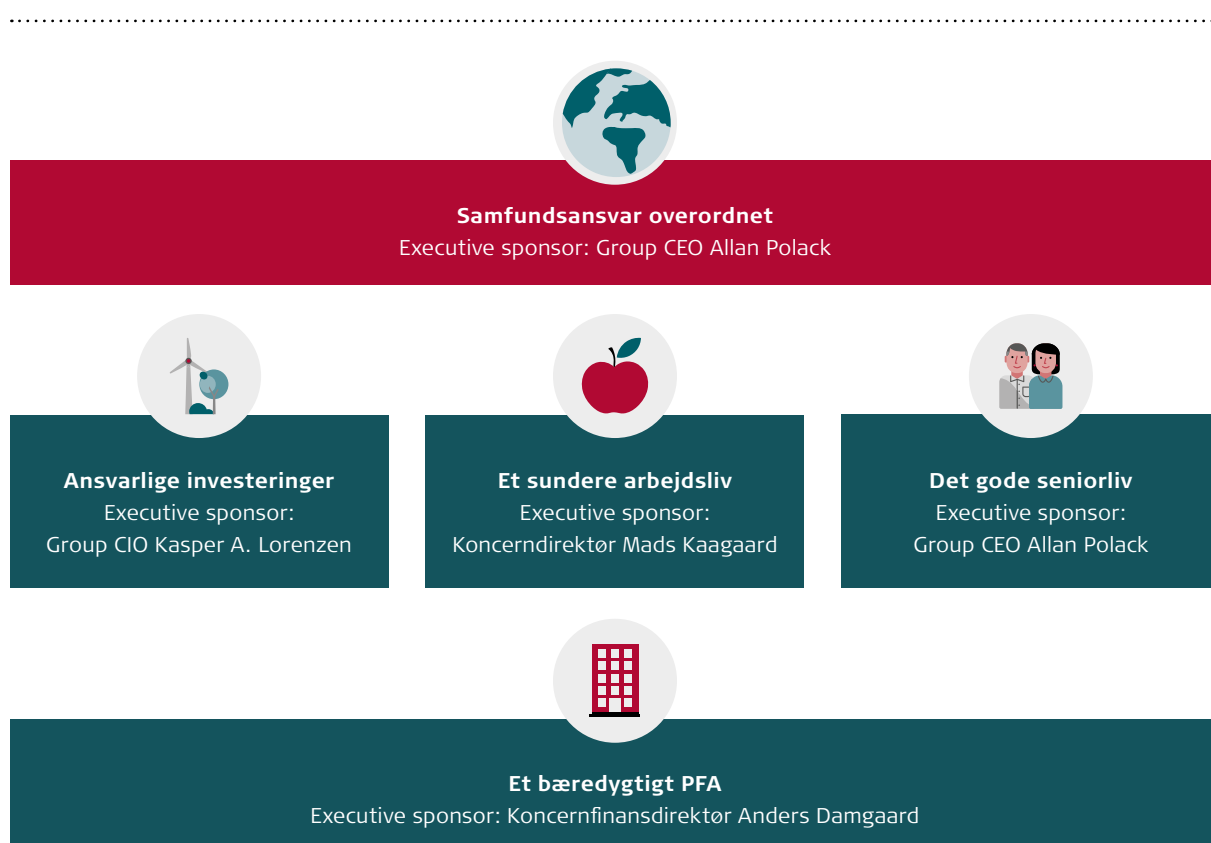 Samfundsansvar overordnet
Executive sponsor: Group CEO Allan Polack
Ansvarlige investeringer
Executive sponsor:
Group CIO Kasper A. Lorenzen
Et sundere arbejdsliv
Executive sponsor:
Koncerndirektør Mads Kaagaard
Det gode seniorliv
Executive sponsor:
Group CEO Allan Polack
Et bæredygtigt PFA
Executive sponsor: Koncernfinansdirektør Anders Damgaard